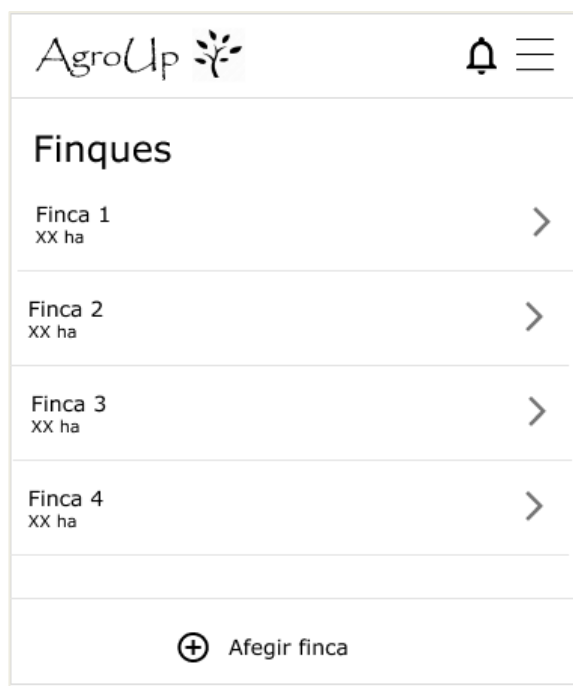 AgroUp
Finques
Finca 1
XX ha
Finca 2
XX ha
Finca 3
XX ha
Finca 4
XX ha
Afegir finca